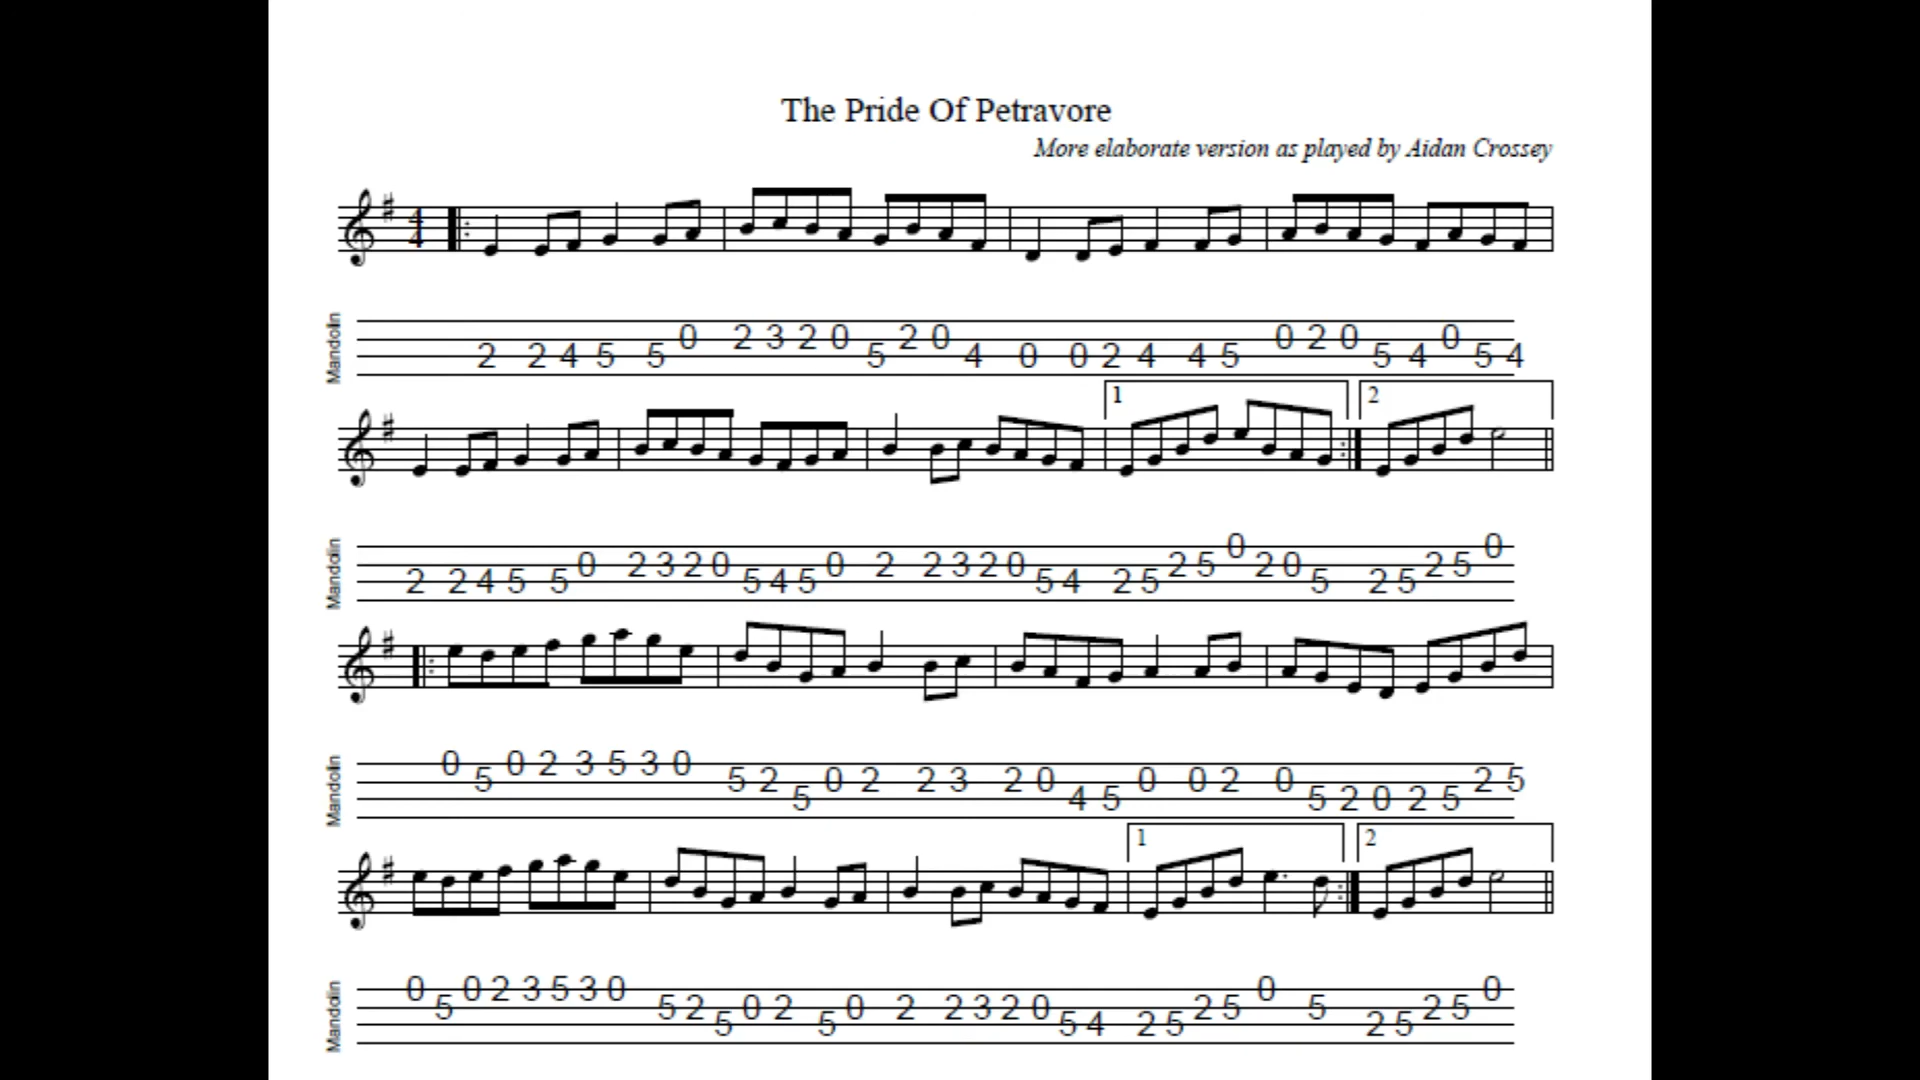 The Pride Of Petravore
More elaborate version as played by Aidan Crossey
4
4
Mandolin 2 2 4 5 5 0 2 3 2 0 5 2 0 4 0 0 2 4 4 5 0 2 0 5 4 0 5 4
1 2
Mandolin 2 2 4 5 5 0 2 3 2 0 5 4 5 0 2 2 3 2 0 5 4 2 5 2 5 0 2 0 5 2 5 2 5 0
Mandolin 0 5 0 2 3 5 3 0 5 2 5 0 2 2 3 2 0 4 5 0 0 2 0 5 2 0 2 5 2 5
1 2
Mandolin 0 5 0 2 3 5 3 0 5 2 5 0 2 5 0 2 2 3 2 0 5 4 2 5 2 5 0 5 2 5 2 5 0